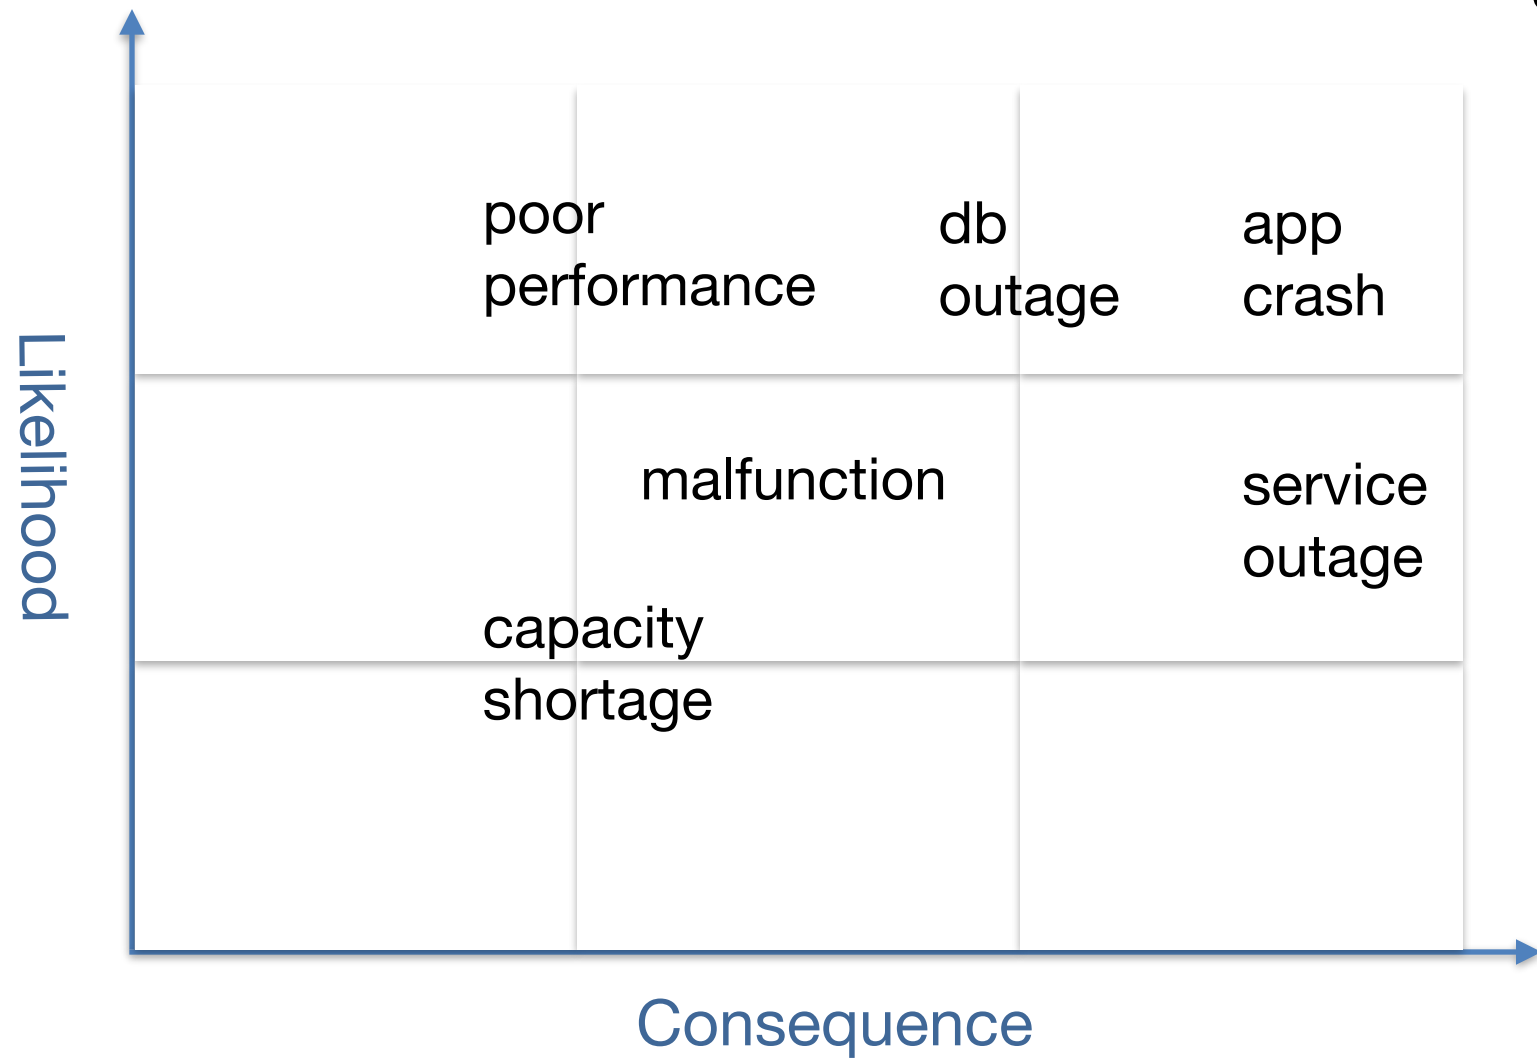 poor
performance
db
outage
app
crash
Likelihood
malfunction
service
outage
capacity
shortage
Consequence